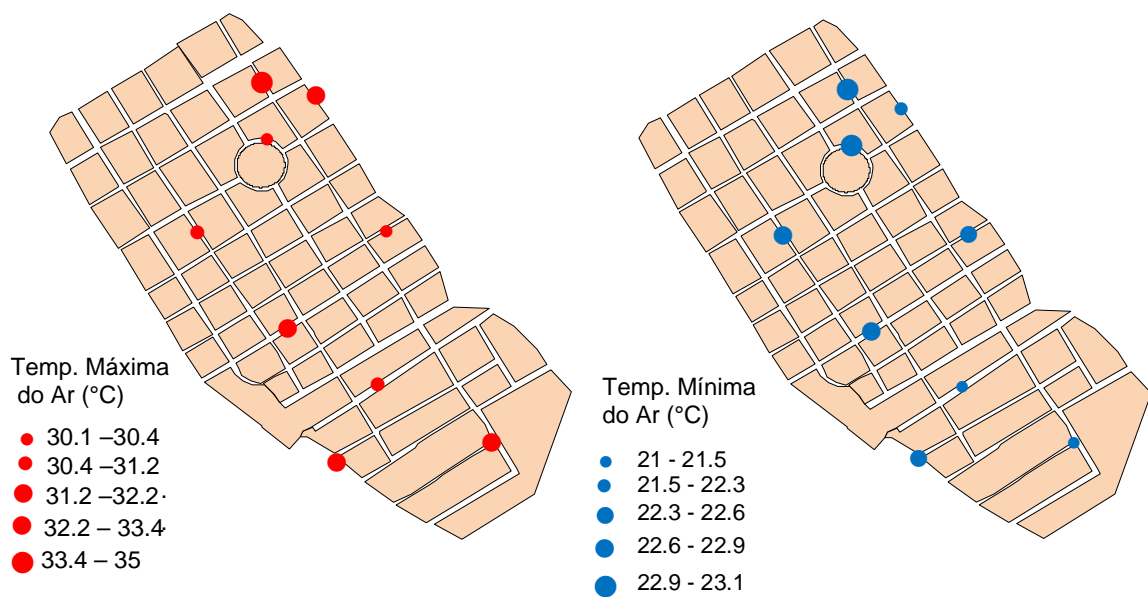 Temp. Máxima
do Ar (°C)
30.1 –30.4
30.4 –31.2
31.2 –32.2·
32.2 – 33.4·
33.4 – 35
Temp. Mínima
do Ar (°C)
21 - 21.5
21.5 - 22.3
22.3 - 22.6
22.6 - 22.9
22.9 - 23.1